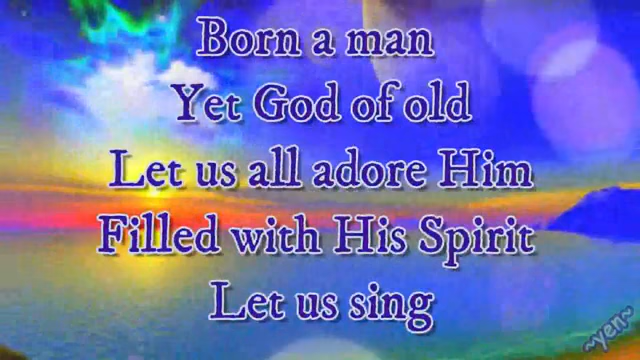 Born a man
Yet God of old
Let us all adore Him
Filled with His Spirit
Let us sing
~yen~